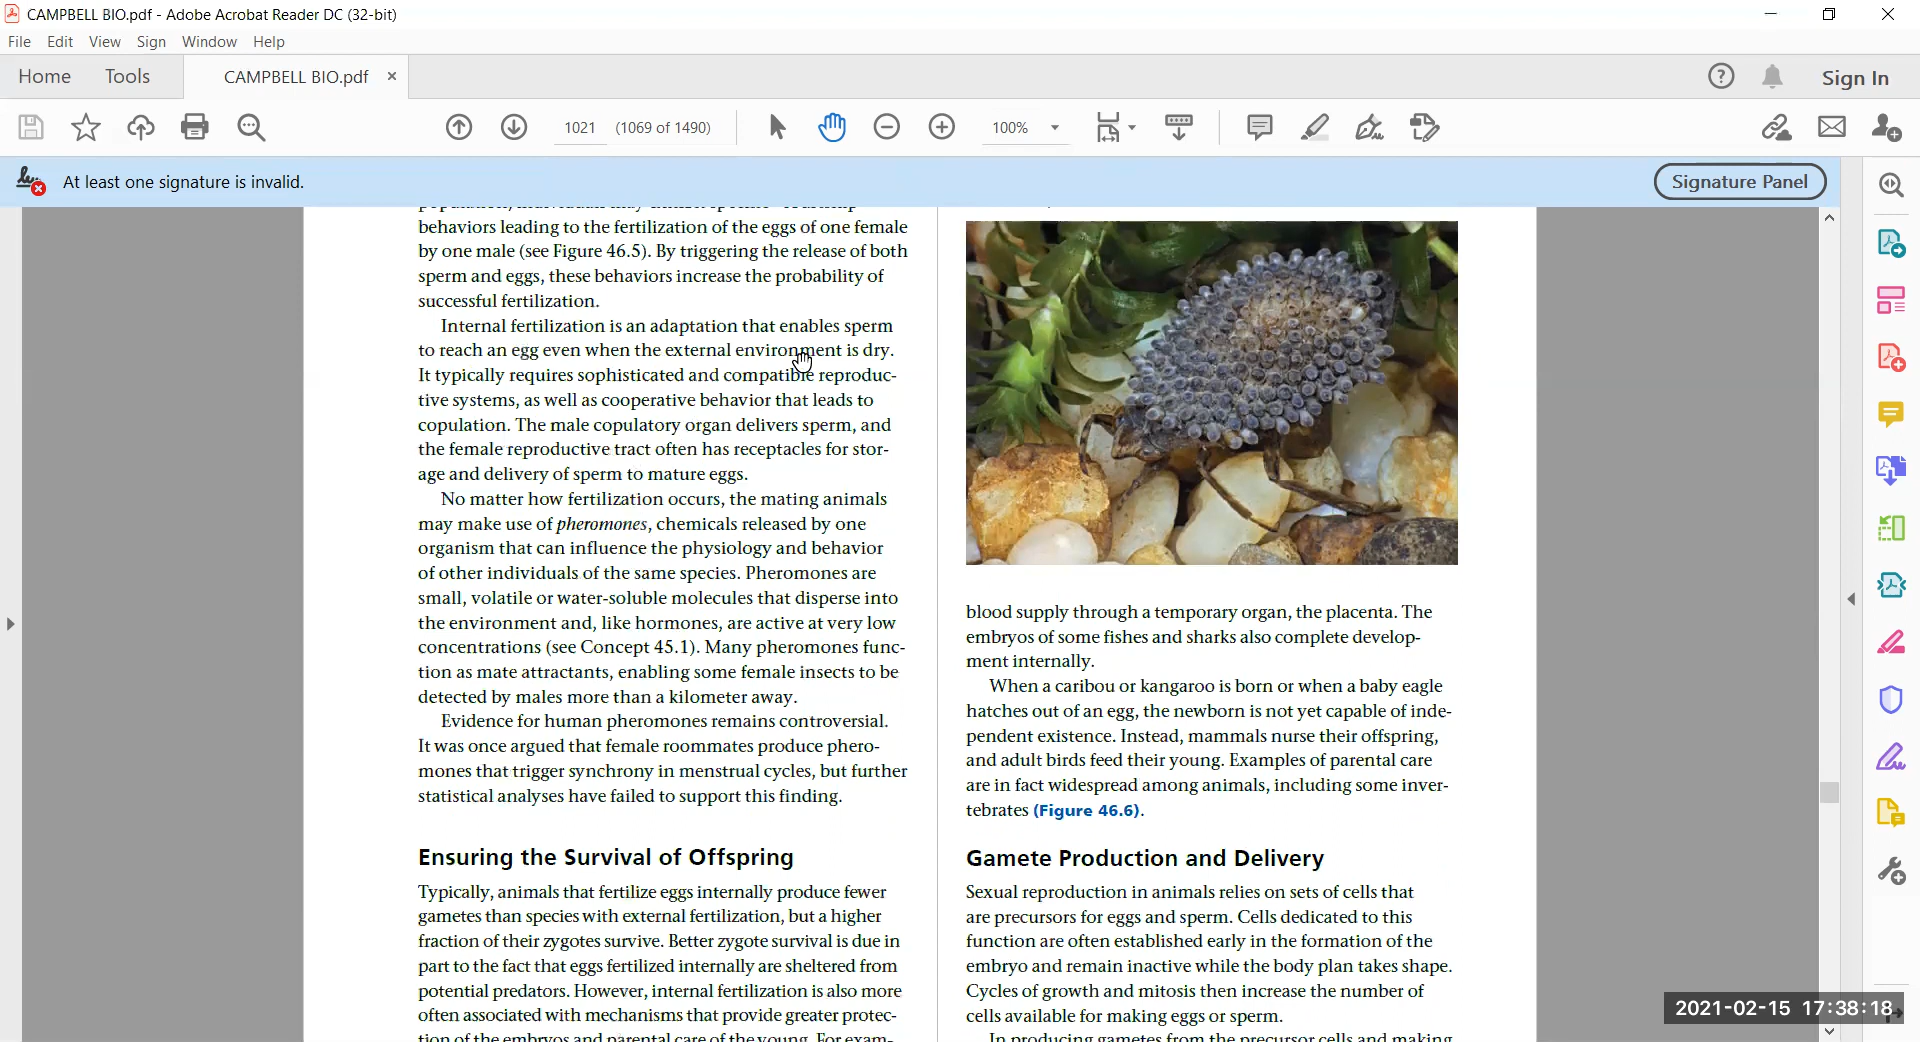 CAMPBELL BIO.pdf - Adobe Acrobat Reader DC (32-bit)
File Edit View Sign Window Help
Home Tools CAMPBELL BIO.pdf × Sign In
1021 (1069 of 1490) 100%
At least one signature is invalid. Signature Panel
behaviors leading to the fertilization of the eggs of one female
by one male (see Figure 46.5). By triggering the release of both
sperm and eggs, these behaviors increase the probability of
successful fertilization.
Internal fertilization is an adaptation that enables sperm
to reach an egg even when the external environment is dry.
It typically requires sophisticated and compatible reproduc-
tive systems, as well as cooperative behavior that leads to
copulation. The male copulatory organ delivers sperm, and
the female reproductive tract often has receptacles for stor-
age and delivery of sperm to mature eggs.
No matter how fertilization occurs, the mating animals
may make use of pheromones, chemicals released by one
organism that can influence the physiology and behavior
of other individuals of the same species. Pheromones are
small, volatile or water-soluble molecules that disperse into
the environment and, like hormones, are active at very low
concentrations (see Concept 45.1). Many pheromones func-
tion as mate attractants, enabling some female insects to be
detected by males more than a kilometer away.
Evidence for human pheromones remains controversial.
It was once argued that female roommates produce phero-
mones that trigger synchrony in menstrual cycles, but further
statistical analyses have failed to support this finding.
Ensuring the Survival of Offspring
Typically, animals that fertilize eggs internally produce fewer
gametes than species with external fertilization, but a higher
fraction of their zygotes survive. Better zygote survival is due in
part to the fact that eggs fertilized internally are sheltered from
potential predators. However, internal fertilization is also more
often associated with mechanisms that provide greater protec-
tion of the embryos and parental care of the young. For exam-
blood supply through a temporary organ, the placenta. The
embryos of some fishes and sharks also complete develop-
ment internally.
When a caribou or kangaroo is born or when a baby eagle
hatches out of an egg, the newborn is not yet capable of inde-
pendent existence. Instead, mammals nurse their offspring,
and adult birds feed their young. Examples of parental care
are in fact widespread among animals, including some inver-
tebrates (Figure 46.6).
Gamete Production and Delivery
Sexual reproduction in animals relies on sets of cells that
are precursors for eggs and sperm. Cells dedicated to this
function are often established early in the formation of the
embryo and remain inactive while the body plan takes shape.
Cycles of growth and mitosis then increase the number of
cells available for making eggs or sperm.
In producing gametes from the precursor cells and making
2021-02-15 17:38:18